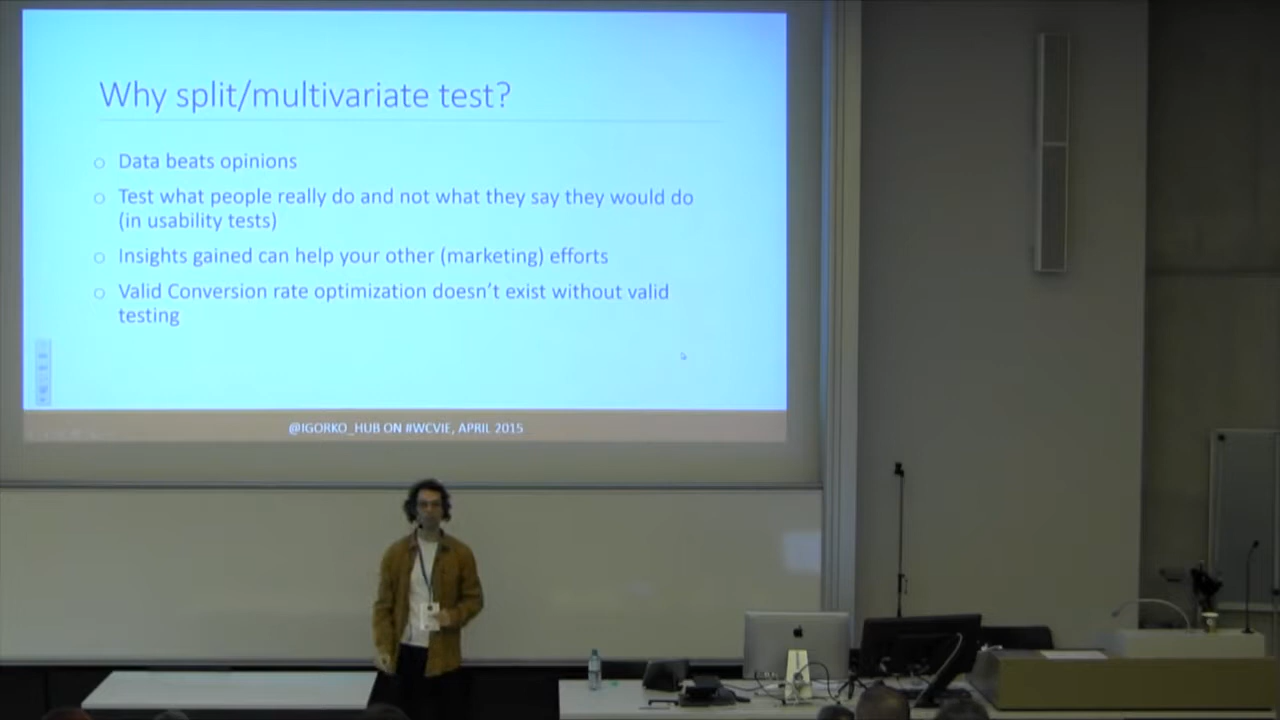 Why split/multivariate test?
Data beats opinions
Test what people really do and not what they say they would do
(in usability tests)
Insights gained can help your other (marketing) efforts
Valid Conversion rate optimization doesn't exist without valid
testing
@IGORKO_HUB ON #WCVIE, APRIL 2015